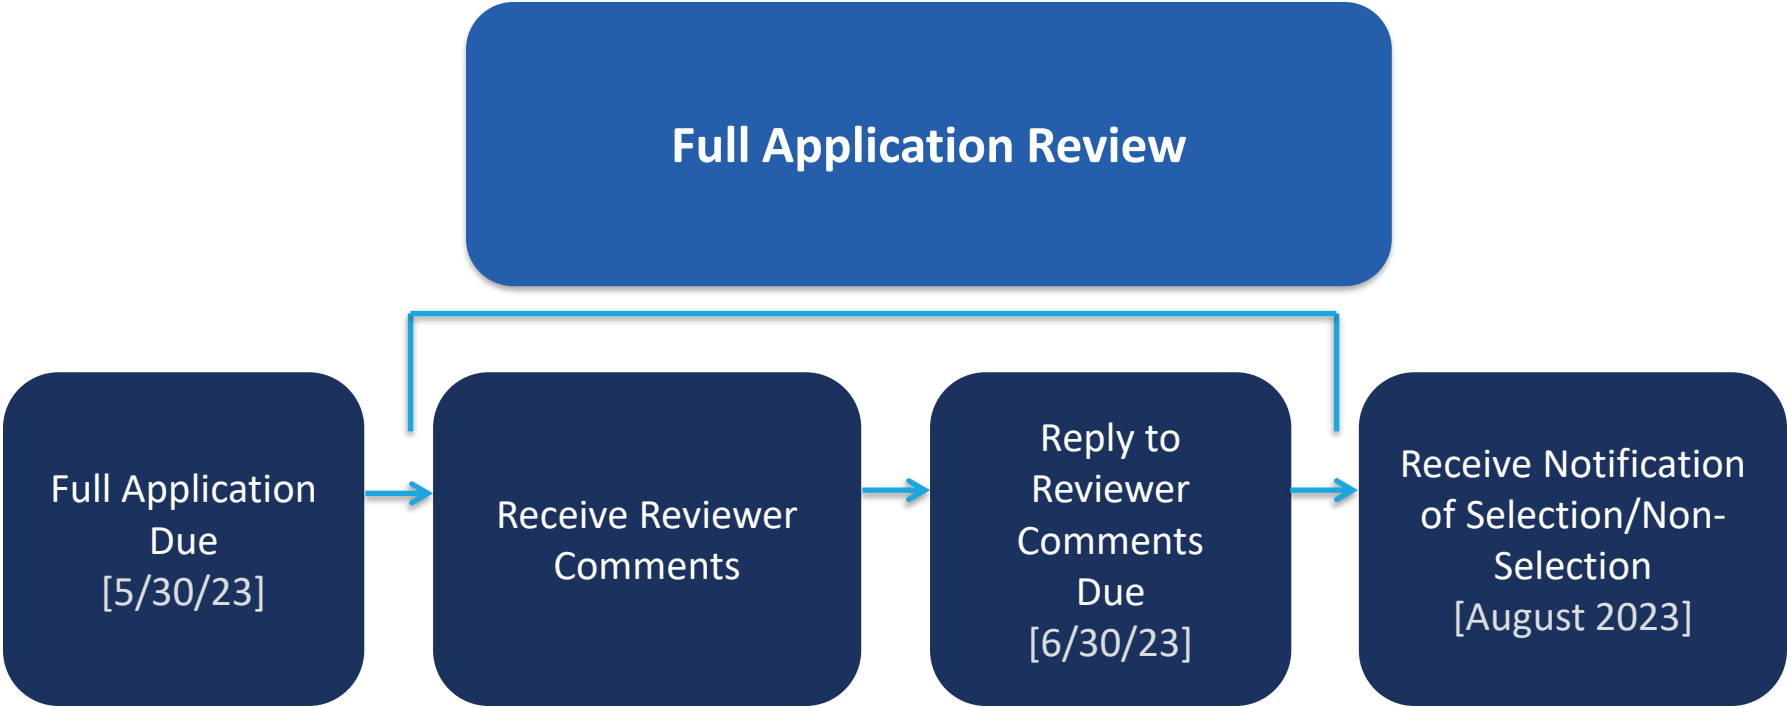 Full Application Review
Full Application
Due
[5/30/23]
Receive Reviewer
Comments
Reply to
Reviewer
Comments
Due
[6/30/23]
Receive Notification
of Selection/Non-
Selection
[August 2023]